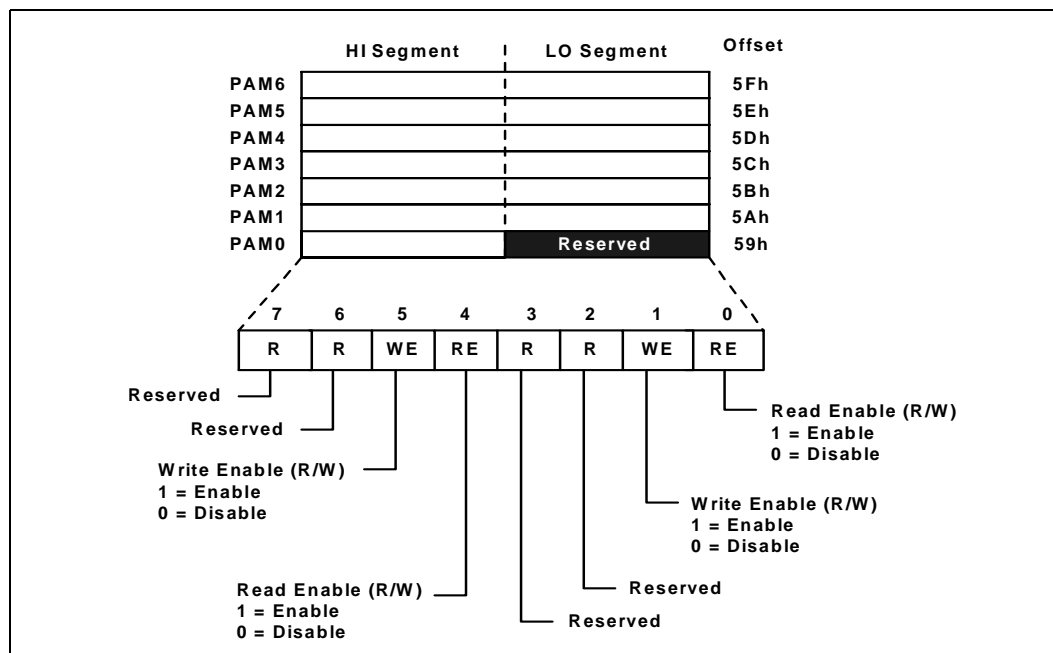 HI Segment LO Segment Offset
PAM6 5Fh
PAM5 5Eh
PAM4 5Dh
PAM3 5Ch
PAM2 5Bh
PAM1 5Ah
PAM0 Reserved 59h
7 6 5 4 3 2 1 0
R R WE RE R R WE RE
Reserved
Reserved
Write Enable (R/W)
1 = Enable
0 = Disable
Read Enable (R/W)
1 = Enable
0 = Disable
Reserved
Reserved
Write Enable (R/W)
1 = Enable
0 = Disable
Read Enable (R/W)
1 = Enable
0 = Disable